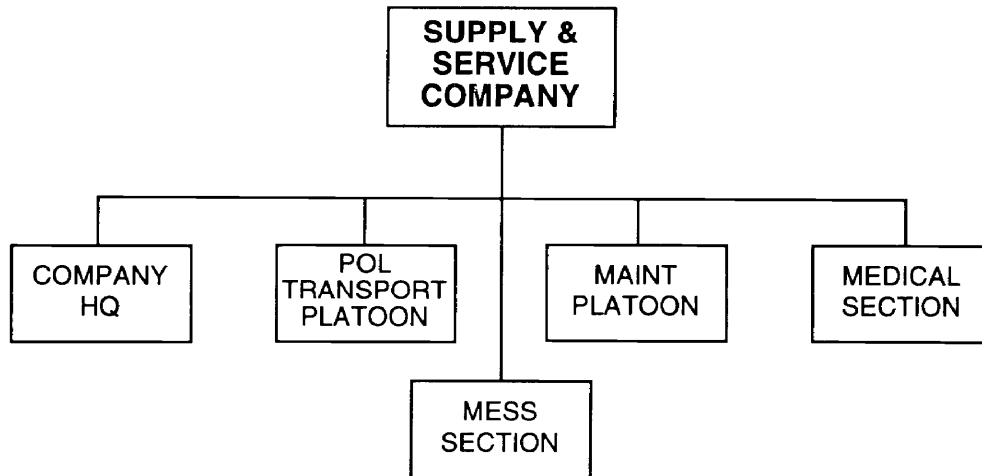 SUPPLY &
SERVICE
COMPANY
COMPANY
HQ
POL
TRANSPORT
PLATOON
MAINT
PLATOON
MEDICAL
SECTION
MESS
SECTION